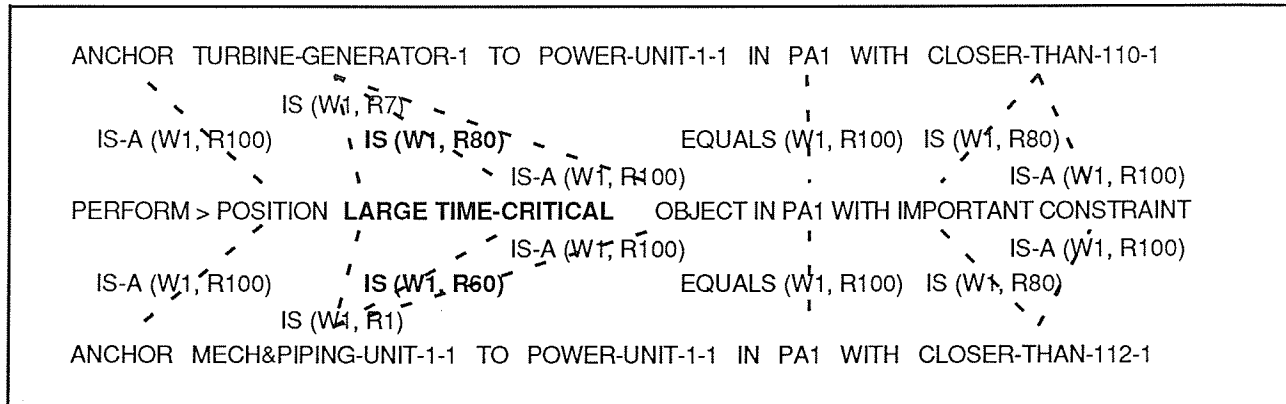 ANCHOR TURBINE-GENERATOR-1 TO POWER-UNIT-1-1 IN PA1 WITH CLOSER-THAN-110-1
IS (W1, R7)
IS-A (W1, R100) IS (W1, R80) EQUALS (W1, R100) IS (W1, R80)
IS-A (W1, R100) IS-A (W1, R100)
PERFORM > POSITION LARGE TIME-CRITICAL OBJECT IN PA1 WITH IMPORTANT CONSTRAINT
IS-A (W1, R100) IS-A (W1, R100)
IS-A (W1, R100) IS (W1, R60) EQUALS (W1, R100) IS (W1, R80)
IS (W1, R1)
ANCHOR MECH&PIPING-UNIT-1-1 TO POWER-UNIT-1-1 IN PA1 WITH CLOSER-THAN-112-1